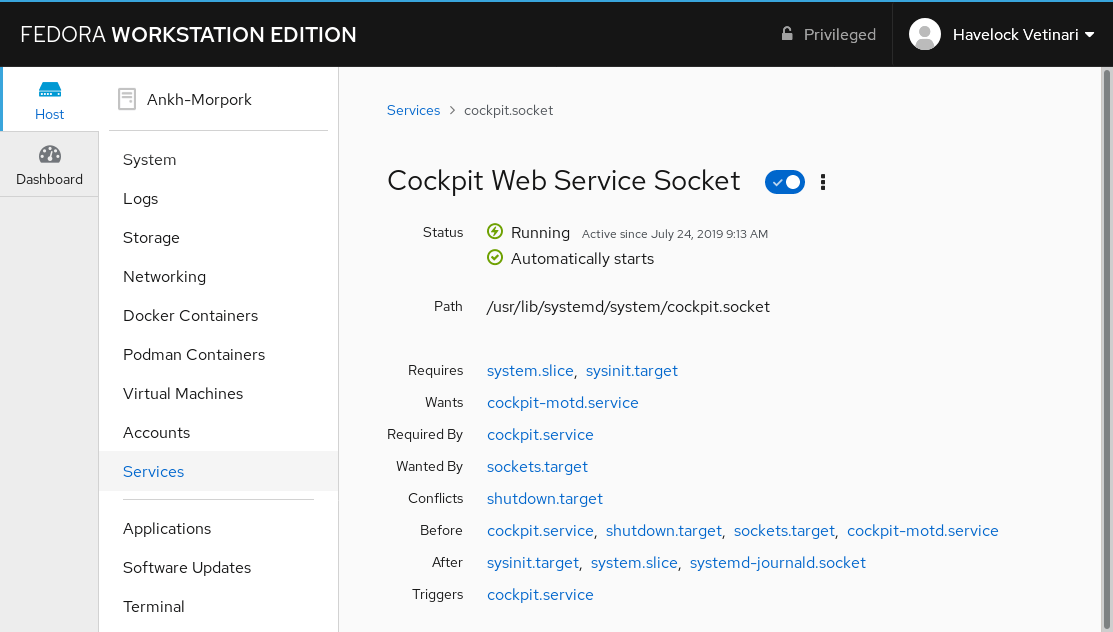 FEDORA WORKSTATION EDITION
Privileged
Havelock Vetinari
Host
Dashboard
Ankh-Morpork
System
Logs
Storage
Networking
Docker Containers
Podman Containers
Virtual Machines
Accounts
Services
Applications
Software Updates
Terminal
Services > cockpit.socket
Cockpit Web Service Socket
Status Running Active since July 24, 2019 9:13 AM
Automatically starts
Path /usr/lib/systemd/system/cockpit.socket
Requires system.slice, sysinit.target
Wants cockpit-motd.service
Required By cockpit.service
Wanted By sockets.target
Conflicts shutdown.target
Before cockpit.service, shutdown.target, sockets.target, cockpit-motd.service
After sysinit.target, system.slice, systemd-journald.socket
Triggers cockpit.service